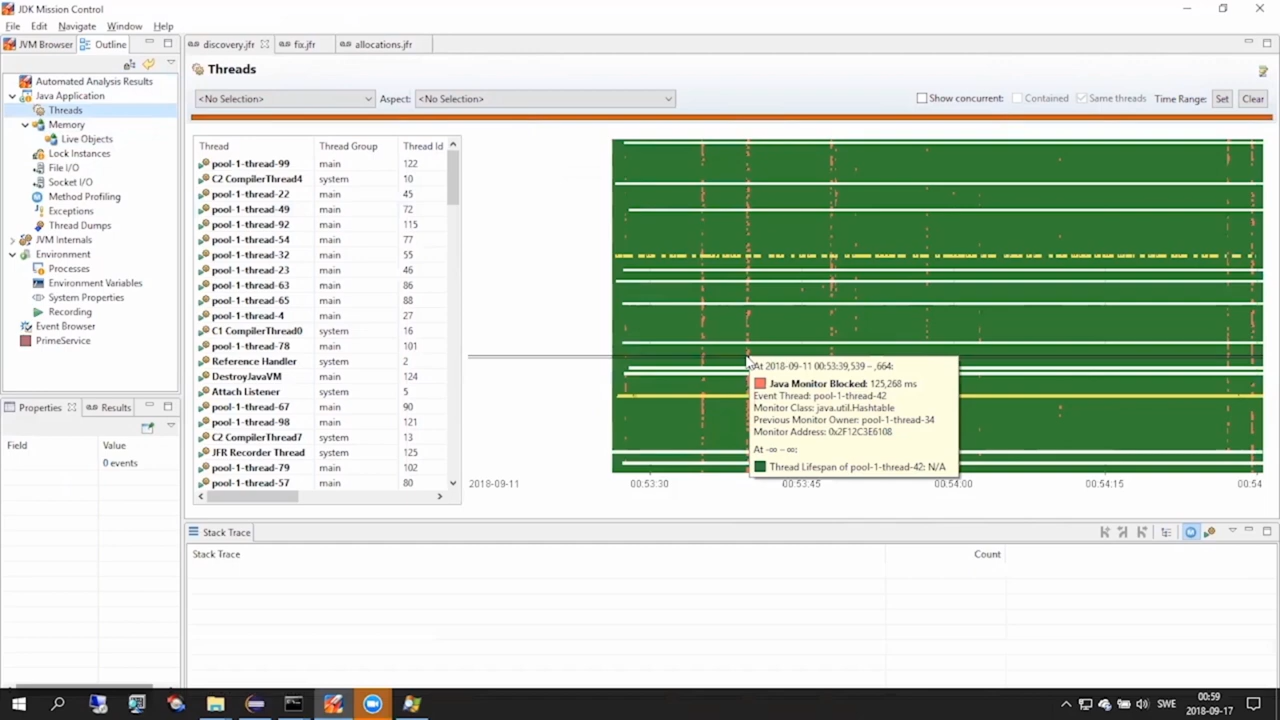 JDK Mission Control
File Edit Navigate Window Help
JVM Browser Outline
discovery.jfr fix.jfr allocations.jfr
Automated Analysis Results
Java Application
Threads
Memory
Live Objects
Lock Instances
File I/O
Socket I/O
Method Profiling
Exceptions
Thread Dumps
JVM Internals
Environment
Processes
Environment Variables
System Properties
Recording
Event Browser
PrimeService
Threads
<No Selection> Aspect: <No Selection> Show concurrent: Contained Same threads Time Range: Set Clear
Thread Thread Group Thread Id
pool-1-thread-99 main 122
C2 CompilerThread4 system 10
pool-1-thread-22 main 45
pool-1-thread-49 main 72
pool-1-thread-92 main 115
pool-1-thread-54 main 77
pool-1-thread-32 main 55
pool-1-thread-23 main 46
pool-1-thread-63 main 86
pool-1-thread-65 main 88
pool-1-thread-4 main 27
C1 CompilerThread0 system 16
pool-1-thread-78 main 101
Reference Handler system 2
DestroyJavaVM main 124
Attach Listener system 5
pool-1-thread-67 main 90
pool-1-thread-98 main 121
C2 CompilerThread7 system 13
JFR Recorder Thread system 125
pool-1-thread-79 main 102
pool-1-thread-57 main 80
At 2018-09-11 00:53:39,539 – ,664:
Java Monitor Blocked: 125,268 ms
Event Thread: pool-1-thread-42
Monitor Class: java.util.Hashtable
Previous Monitor Owner: pool-1-thread-34
Monitor Address: 0x2F12C3E6108
At -∞ – ∞:
Thread Lifespan of pool-1-thread-42: N/A
2018-09-11 00:53:30 00:53:45 00:54:00 00:54:15 00:54
Properties Results
Field Value
0 events
Stack Trace
Stack Trace Count
SWE
00:59
2018-09-17